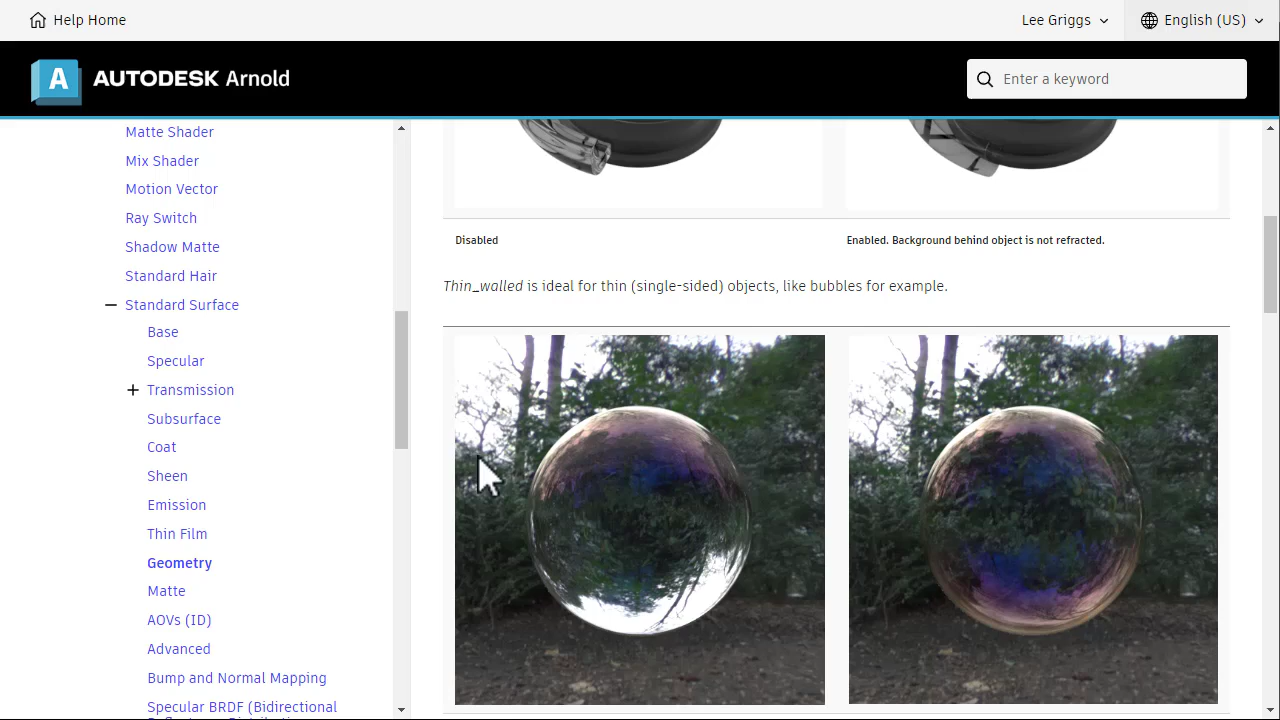 Help Home
Lee Griggs
English (US)
A AUTODESK Arnold
Enter a keyword
Matte Shader
Mix Shader
Motion Vector
Ray Switch
Shadow Matte
Standard Hair
Standard Surface
Base
Specular
Transmission
Subsurface
Coat
Sheen
Emission
Thin Film
Geometry
Matte
AOVs (ID)
Advanced
Bump and Normal Mapping
Specular BRDF (Bidirectional
Disabled
Enabled. Background behind object is not refracted.
Thin_walled is ideal for thin (single-sided) objects, like bubbles for example.